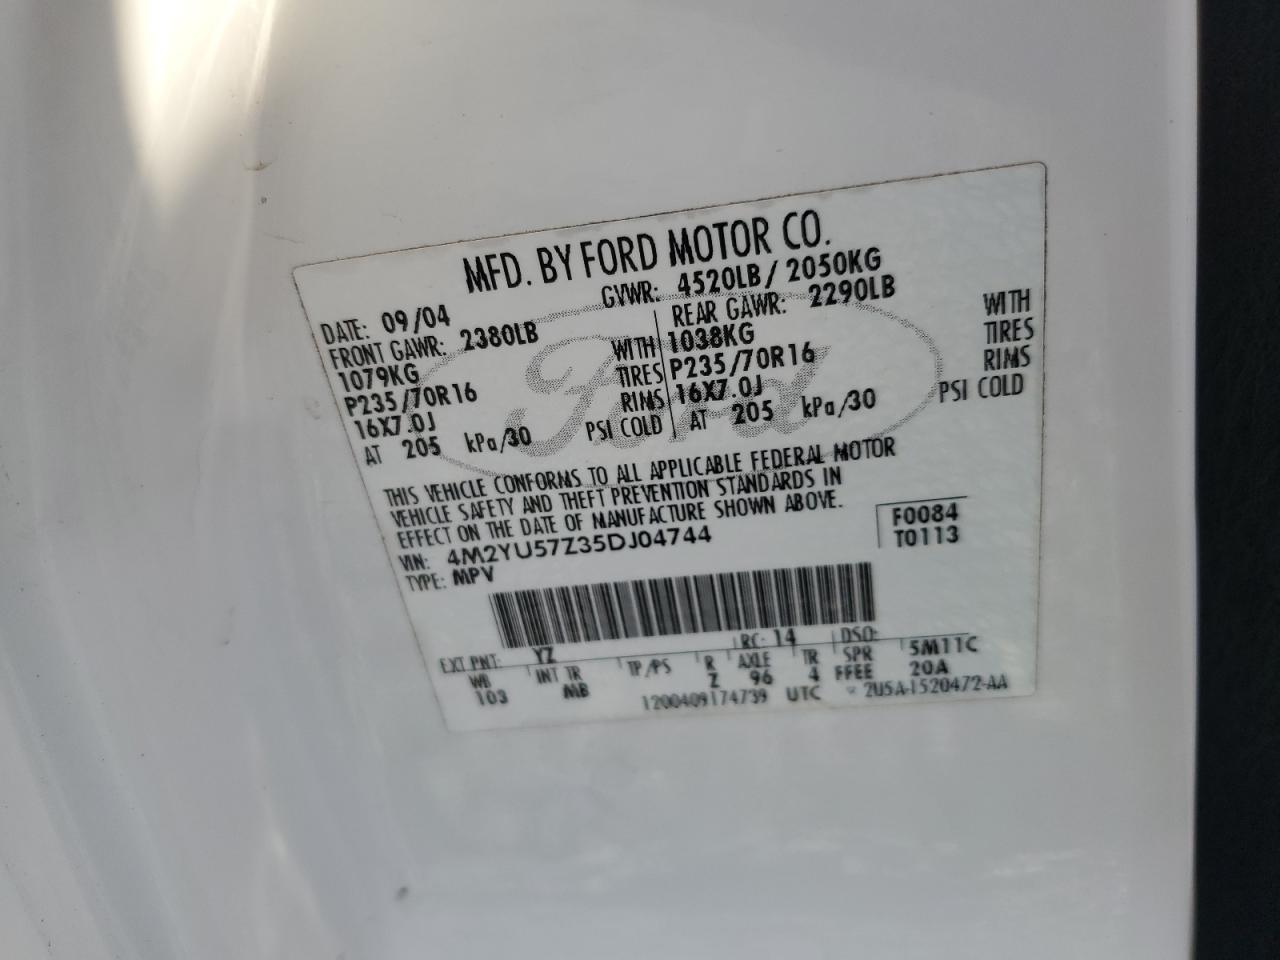 MFD. BY FORD MOTOR CO.
DATE: 09/04 GVWR: 4520LB / 2050KG
FRONT GAWR: 2380LB REAR GAWR: 2290LB
1079KG WITH 1038KG WITH
P235/70R16 TIRES P235/70R16 TIRES
16X7.0J RIMS 16X7.0J RIMS
AT 205 kPa/30 PSI COLD AT 205 kPa/30 PSI COLD
THIS VEHICLE CONFORMS TO ALL APPLICABLE FEDERAL MOTOR
VEHICLE SAFETY AND THEFT PREVENTION STANDARDS IN
EFFECT ON THE DATE OF MANUFACTURE SHOWN ABOVE.
VIN: 4M2YU57Z35DJ04744 F0084
TYPE: MPV T0113
EXT PNT: YZ RC: 14 DSO:
WB INT TR TP/PS R AXLE TR SPR 5M11C
103 MB Z 96 4 FFEE 20A
1200409174739 UTC 2U5A-1520472-AA
Ford